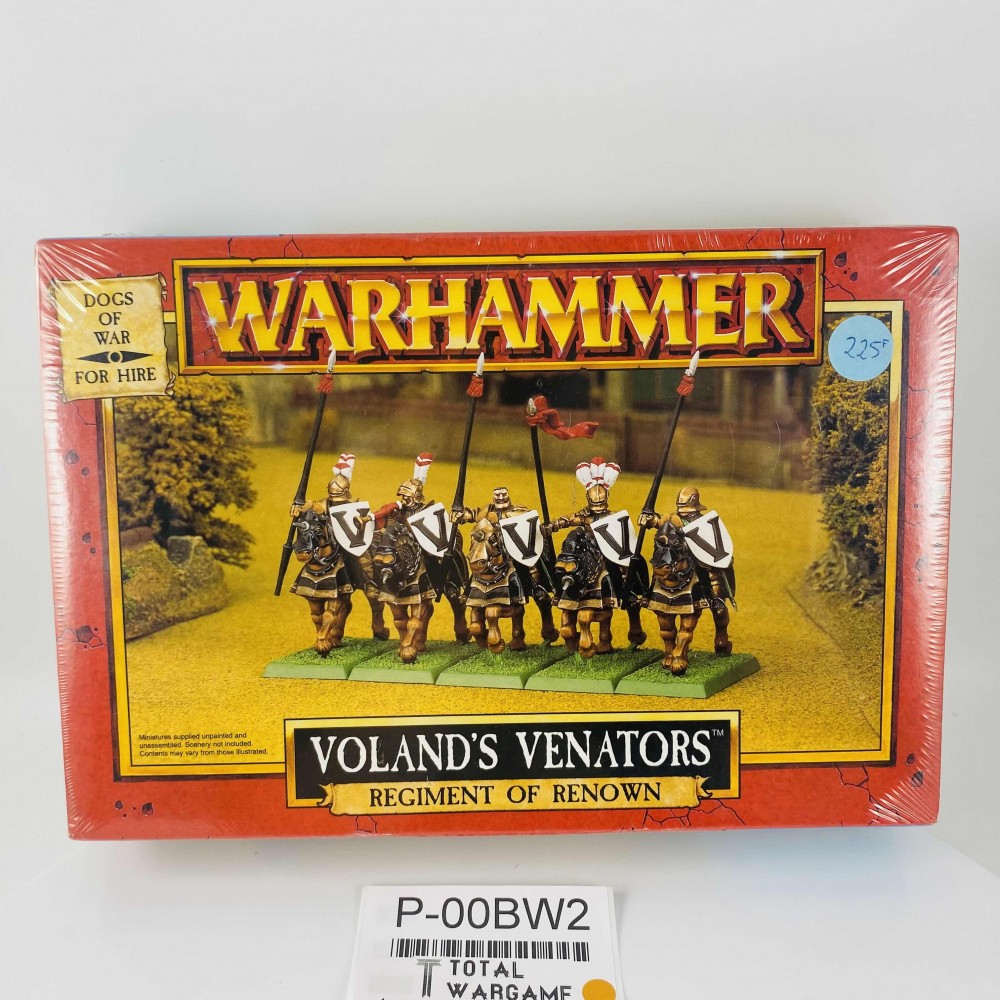 WARHAMMER®
DOGS
OF
WAR
FOR HIRE
225F
V V V V V
Miniatures supplied unpainted and
unassembled. Scenery not included.
Contents may vary from those illustrated.
VOLAND'S VENATORS™
REGIMENT OF RENOWN
P-00BW2
TOTAL
WARGAME